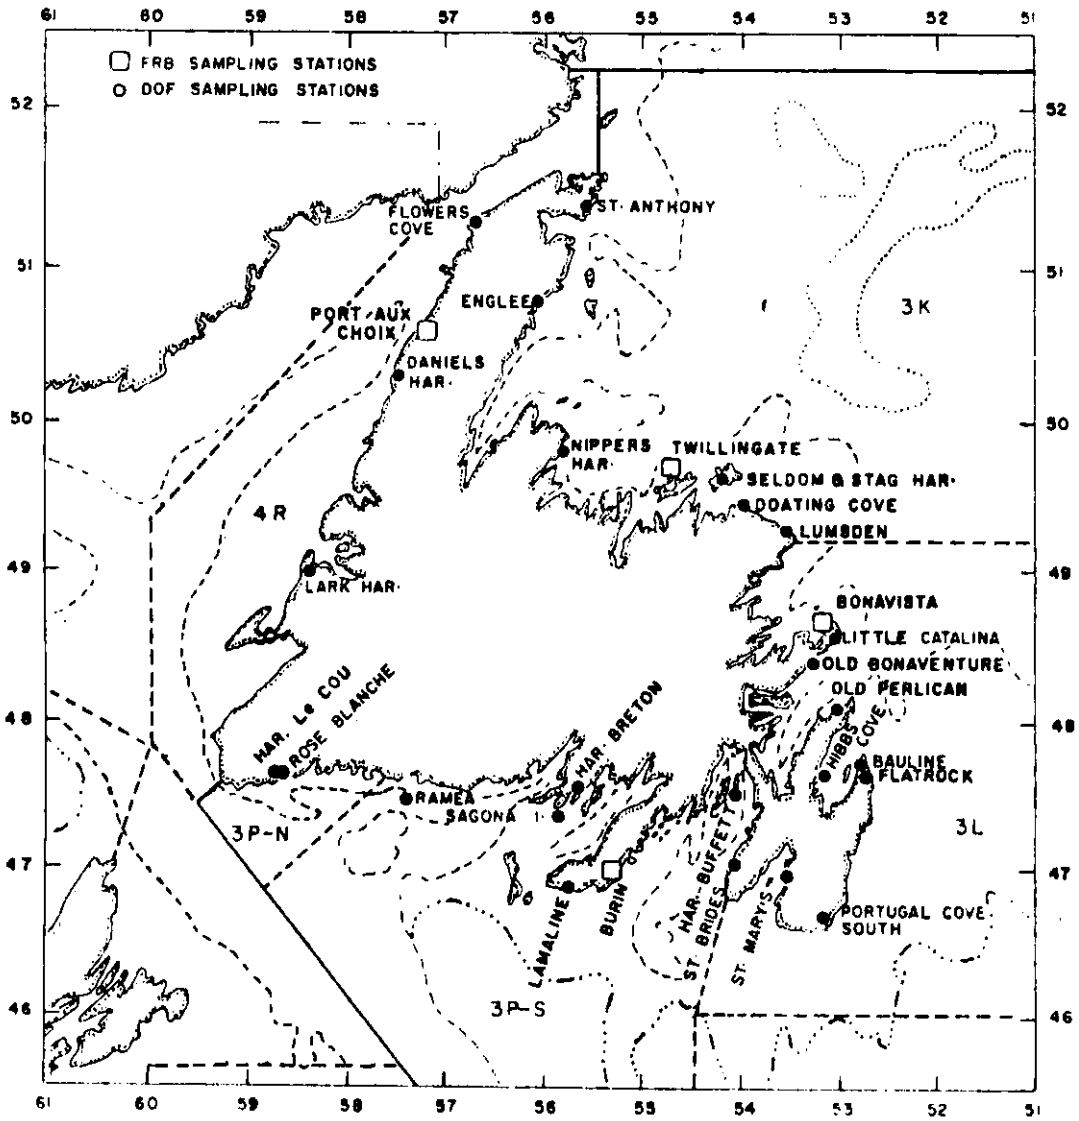 61 60 59 58 57 56 55 54 53 52 51
□ FRB SAMPLING STATIONS
○ DOF SAMPLING STATIONS
52 52
FLOWERS
COVE
ST. ANTHONY
51 51
ENGLEE
3K
PORT-AUX
CHOIX
DANIELS
HAR.
50 50
NIPPERS
HAR.
TWILLINGATE
SELDOM & STAG HAR.
DOATING COVE
4R
LUMSDEN
49 49
LARK HAR.
BONAVISTA
LITTLE CATALINA
OLD BONAVENTURE
OLD PERLICAN
48 48
HAR. Le COU
ROSE BLANCHE
HAR. BRETON
HIBBS COVE
BAULINE
FLATROCK
RAMEA
SAGONA I.
3P-N
3L
47 47
LAMALINE
BURIN
HAR. BUFFETT
ST. BRIDES
ST. MARY'S
PORTUGAL COVE
SOUTH
46 46
3P-S
61 60 59 58 57 56 55 54 53 52 51